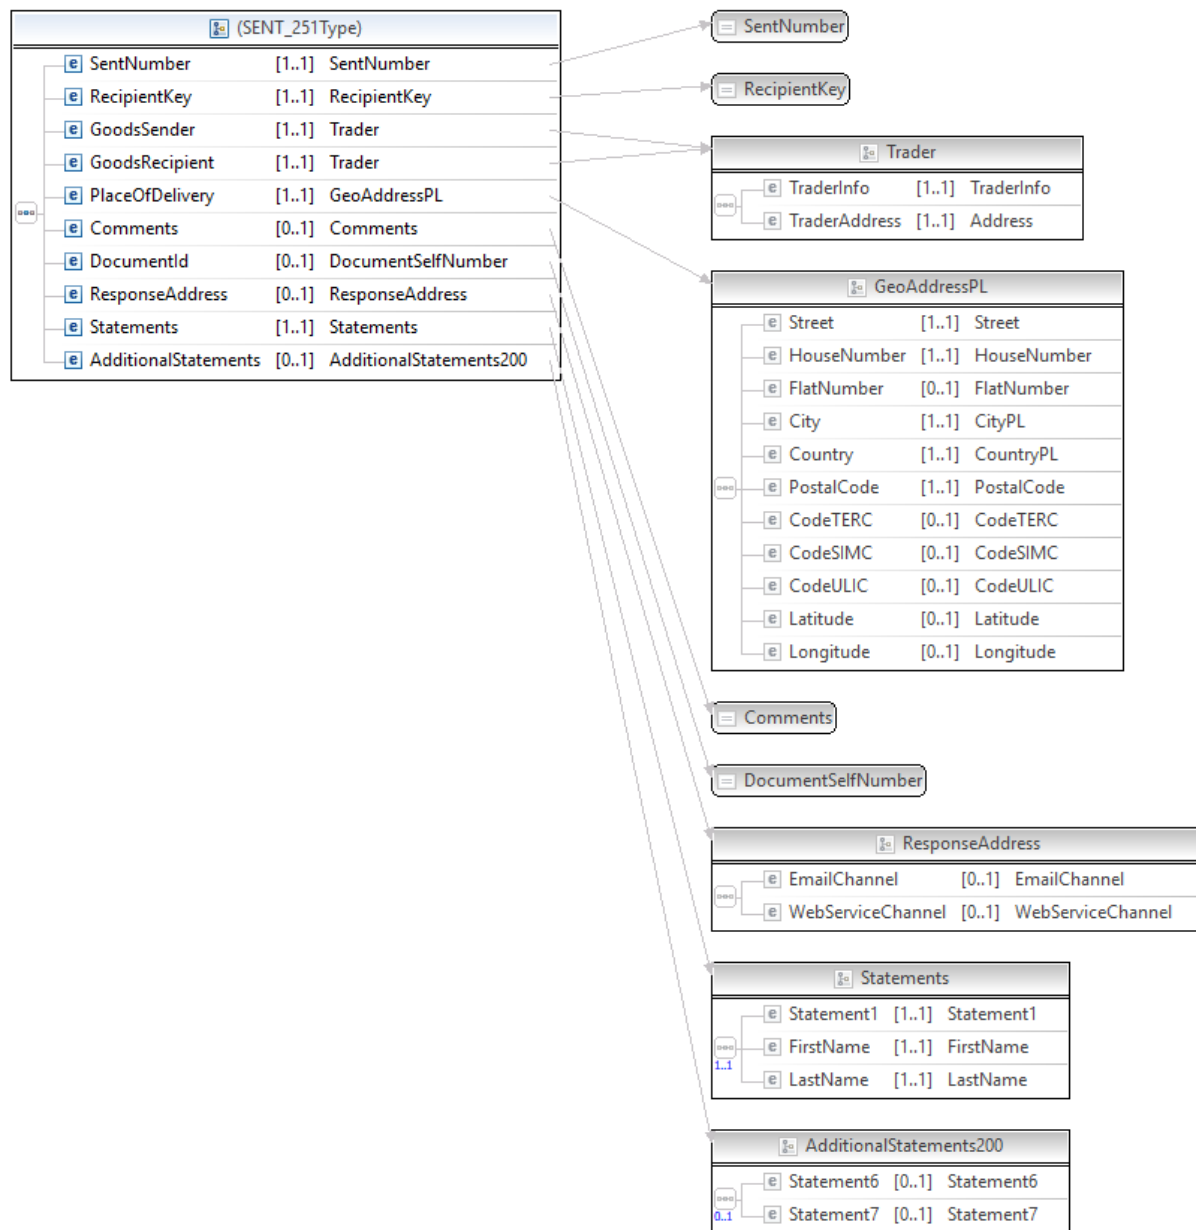 (SENT_251Type)
SentNumber [1..1] SentNumber
RecipientKey [1..1] RecipientKey
GoodsSender [1..1] Trader
GoodsRecipient [1..1] Trader
PlaceOfDelivery [1..1] GeoAddressPL
Comments [0..1] Comments
DocumentId [0..1] DocumentSelfNumber
ResponseAddress [0..1] ResponseAddress
Statements [1..1] Statements
AdditionalStatements [0..1] AdditionalStatements200
SentNumber
RecipientKey
Trader
e TraderInfo [1..1] TraderInfo
e TraderAddress [1..1] Address
GeoAddressPL
e Street [1..1] Street
e HouseNumber [1..1] HouseNumber
e FlatNumber [0..1] FlatNumber
e City [1..1] CityPL
e Country [1..1] CountryPL
e PostalCode [1..1] PostalCode
e CodeTERC [0..1] CodeTERC
e CodeSIMC [0..1] CodeSIMC
e CodeULIC [0..1] CodeULIC
e Latitude [0..1] Latitude
e Longitude [0..1] Longitude
Comments
DocumentSelfNumber
ResponseAddress
e EmailChannel [0..1] EmailChannel
e WebServiceChannel [0..1] WebServiceChannel
Statements
e Statement1 [1..1] Statement1
e FirstName [1..1] FirstName
1..1
e LastName [1..1] LastName
AdditionalStatements200
e Statement6 [0..1] Statement6
0..1
e Statement7 [0..1] Statement7